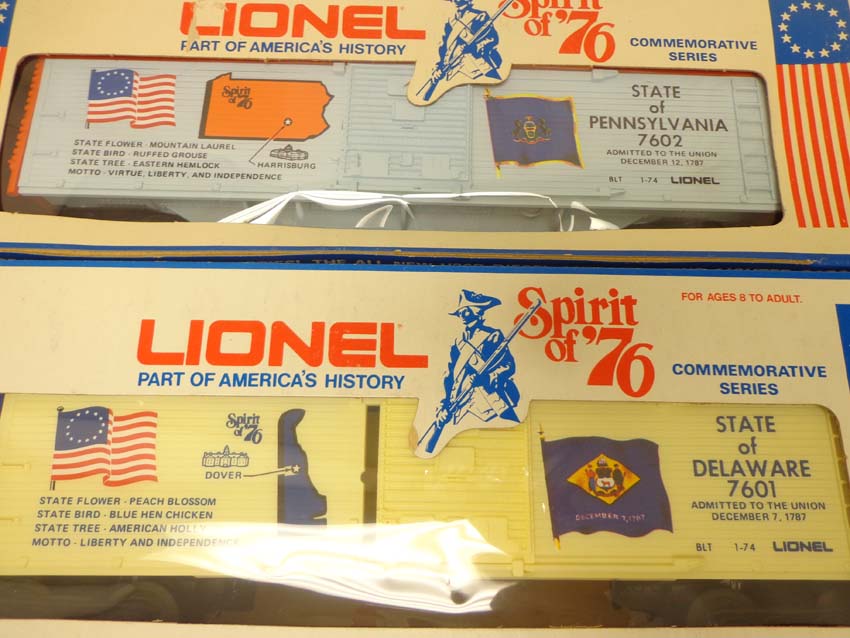 LIONEL
PART OF AMERICA'S HISTORY
Spirit
of '76
COMMEMORATIVE
SERIES
Spirit
of '76
STATE FLOWER - MOUNTAIN LAUREL
STATE BIRD - RUFFED GROUSE
STATE TREE - EASTERN HEMLOCK
MOTTO - VIRTUE, LIBERTY, AND INDEPENDENCE
HARRISBURG
STATE
of
PENNSYLVANIA
7602
ADMITTED TO THE UNION
DECEMBER 12, 1787
BLT 1-74 LIONEL
LIONEL
PART OF AMERICA'S HISTORY
Spirit
of '76
FOR AGES 8 TO ADULT.
COMMEMORATIVE
SERIES
Spirit
of '76
DOVER
STATE FLOWER - PEACH BLOSSOM
STATE BIRD - BLUE HEN CHICKEN
STATE TREE - AMERICAN HOLLY
MOTTO - LIBERTY AND INDEPENDENCE
DECEMBER 7, 1787
STATE
of
DELAWARE
7601
ADMITTED TO THE UNION
DECEMBER 7, 1787
BLT 1-74 LIONEL